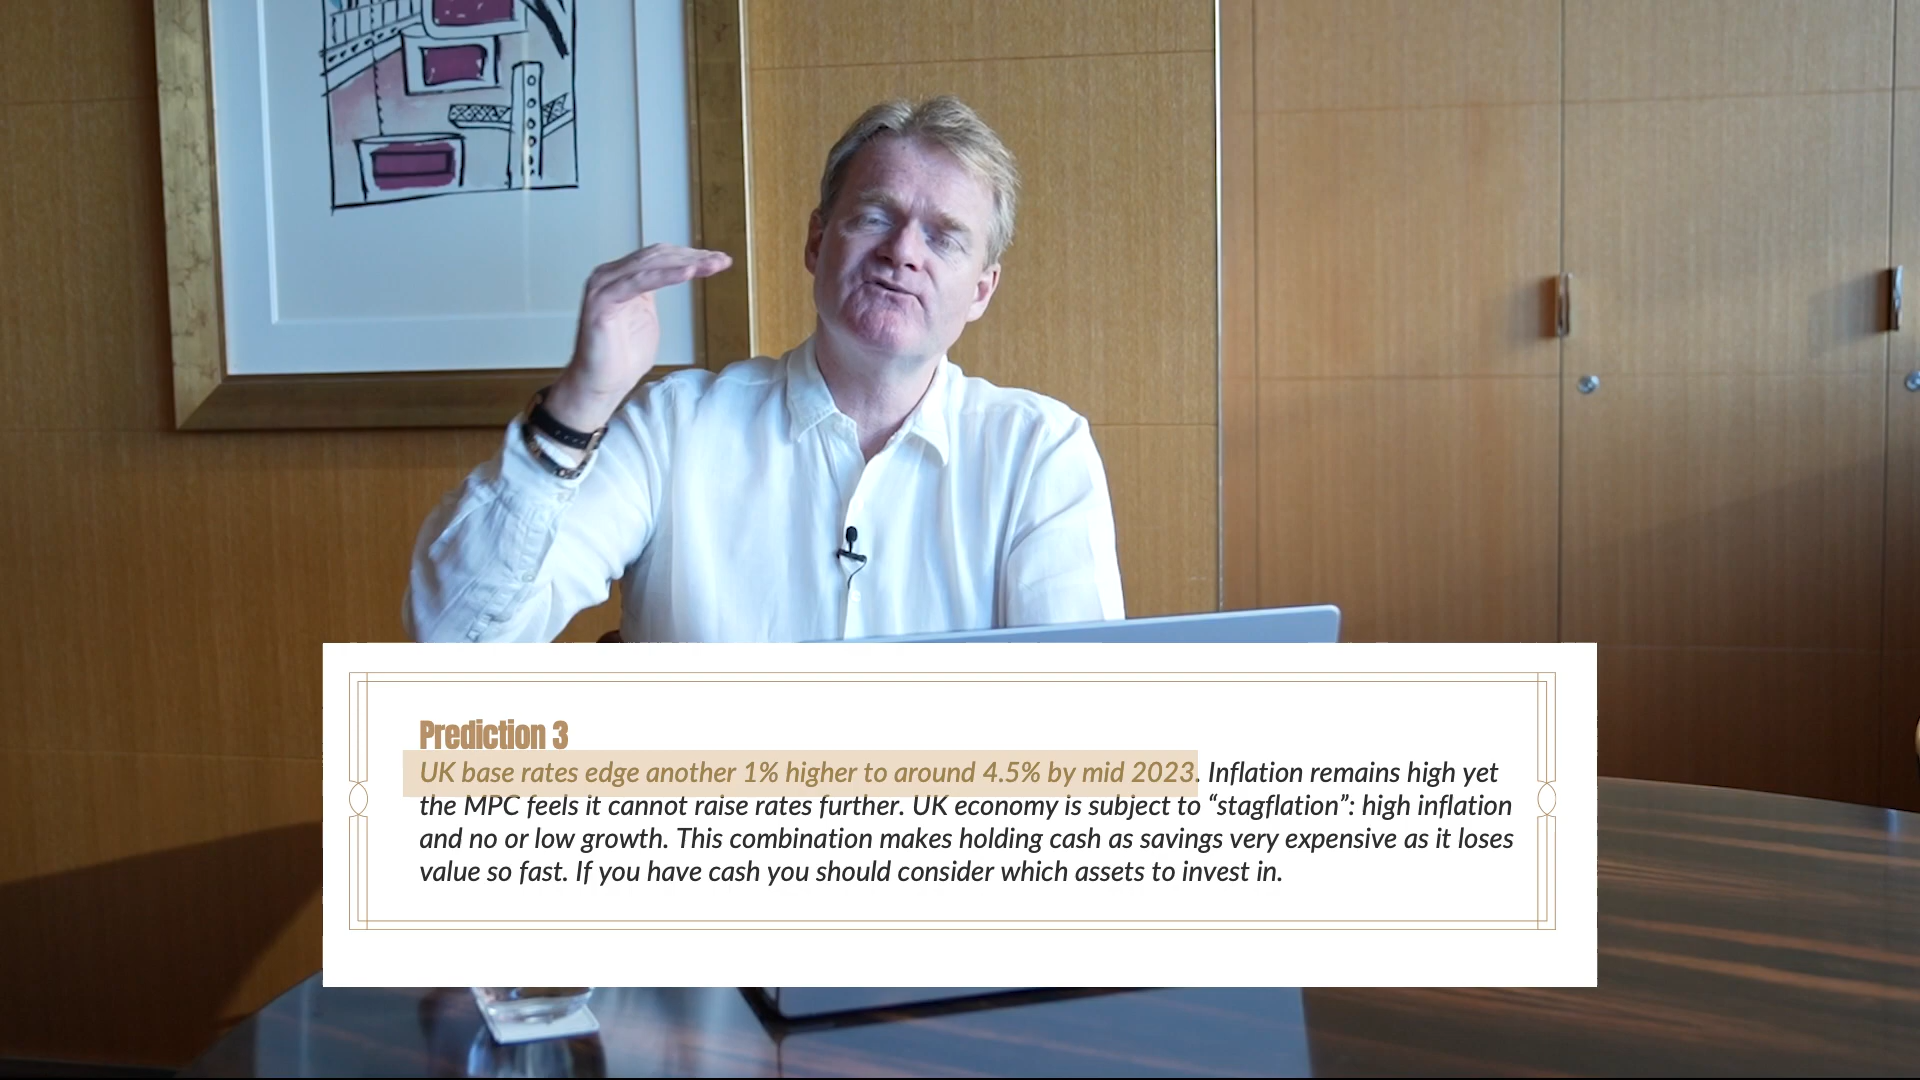 Prediction 3
UK base rates edge another 1% higher to around 4.5% by mid 2023. Inflation remains high yet
the MPC feels it cannot raise rates further. UK economy is subject to “stagflation”: high inflation
and no or low growth. This combination makes holding cash as savings very expensive as it loses
value so fast. If you have cash you should consider which assets to invest in.